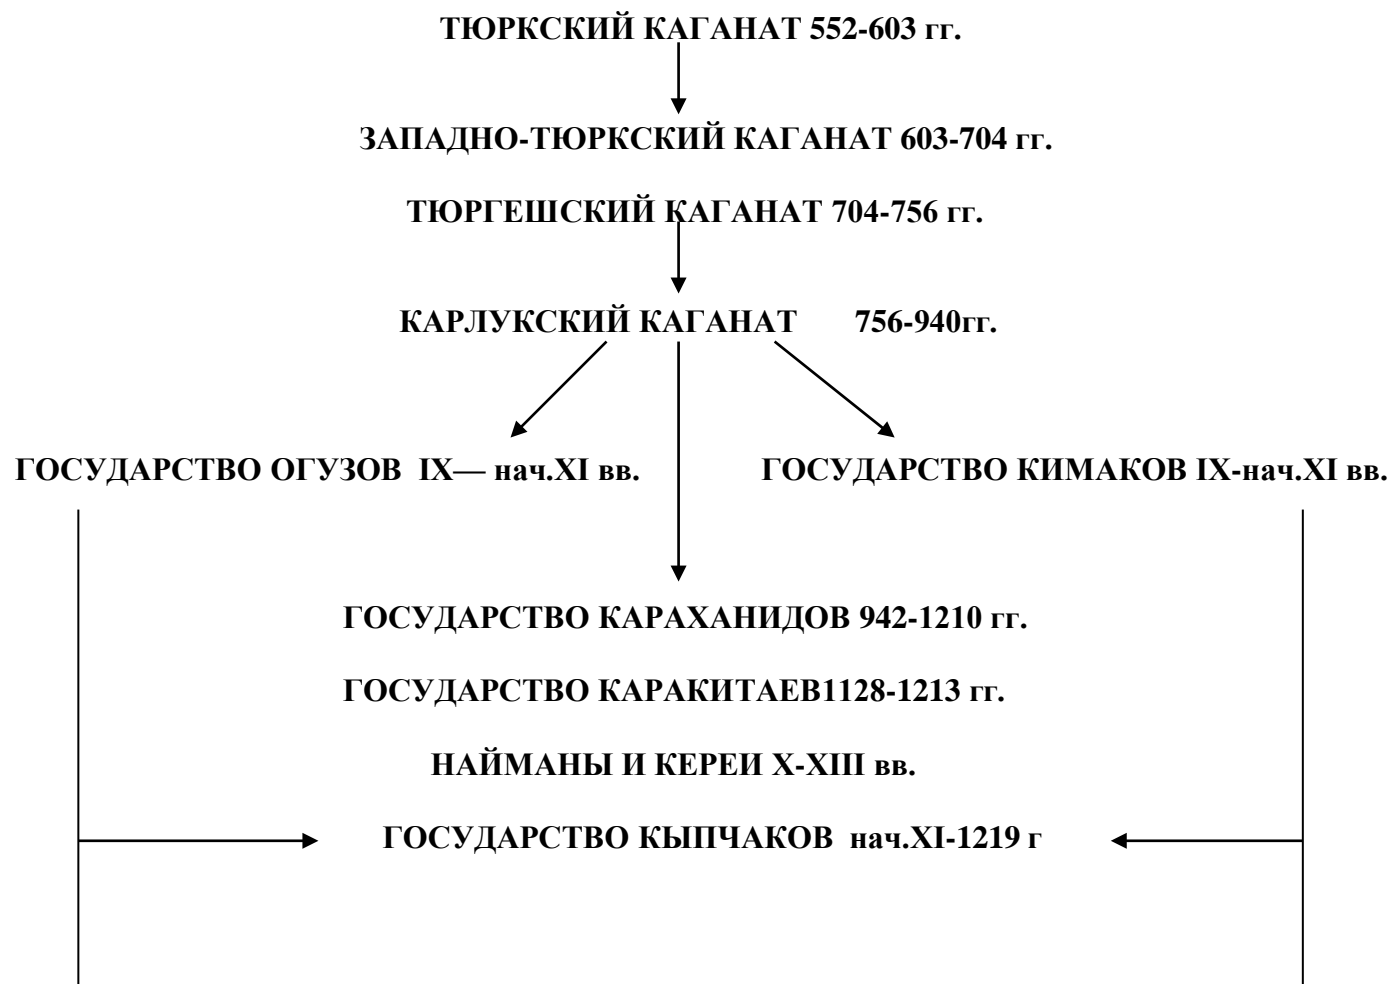 ТЮРКСКИЙ КАГАНАТ 552-603 гг.
ЗАПАДНО-ТЮРКСКИЙ КАГАНАТ 603-704 гг.
ТЮРГЕШСКИЙ КАГАНАТ 704-756 гг.
КАРЛУКСКИЙ КАГАНАТ 756-940гг.
ГОСУДАРСТВО ОГУЗОВ IX— нач.XI вв. ГОСУДАРСТВО КИМАКОВ IX-нач.XI вв.
ГОСУДАРСТВО КАРАХАНИДОВ 942-1210 гг.
ГОСУДАРСТВО КАРАКИТАЕВ1128-1213 гг.
НАЙМАНЫ И КЕРЕИ X-XIII вв.
ГОСУДАРСТВО КЫПЧАКОВ нач.XI-1219 г